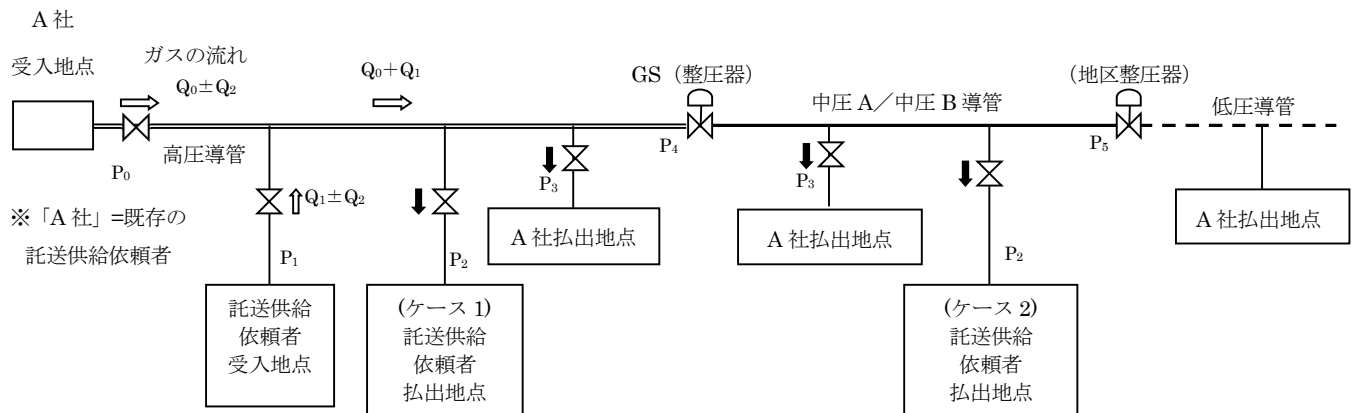 A 社
受入地点
ガスの流れ
Q₀±Q₂
Q₀＋Q₁
GS（整圧器）
（地区整圧器）
中圧 A／中圧 B 導管
低圧導管
高圧導管
P₀
P₄
P₅
P₃
P₃
Q₁±Q₂
※「A 社」=既存の
託送供給依頼者
P₁
P₂
P₂
A 社払出地点
A 社払出地点
A 社払出地点
託送供給
依頼者
受入地点
(ケース 1)
託送供給
依頼者
払出地点
(ケース 2)
託送供給
依頼者
払出地点